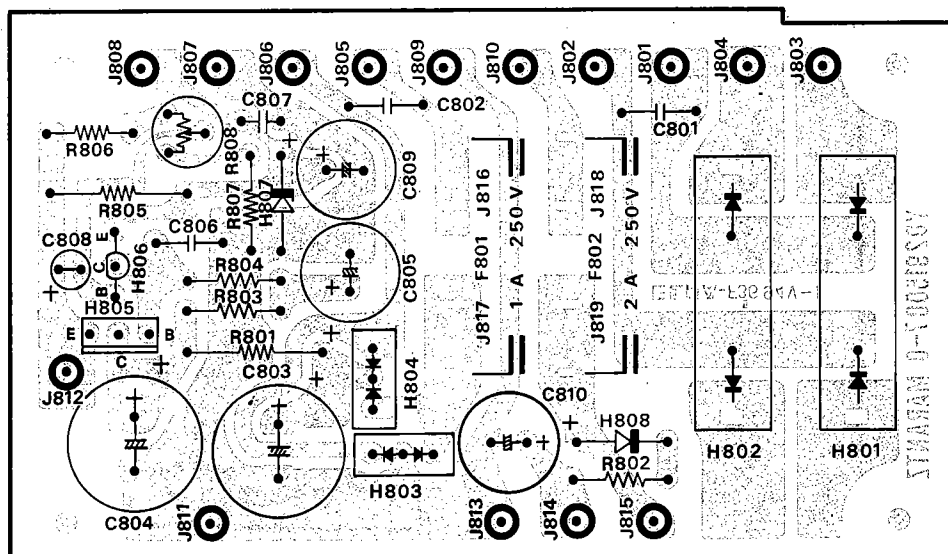 J808
J807
J806
J805
J809
J810
J802
J801
J804
J803
C807
C802
C801
R806
R808
C809
J816
J818
R805
R807
H807
250V
250V
C808
E
C
B
H806
C806
F801
F802
C805
R804
H805
R803
1 A
2 A
E
B
C
R801
J817
J819
C803
H804
J812
C810
H808
H802
H801
R802
H803
C804
J811
J813
J814
J815
MARANTZ